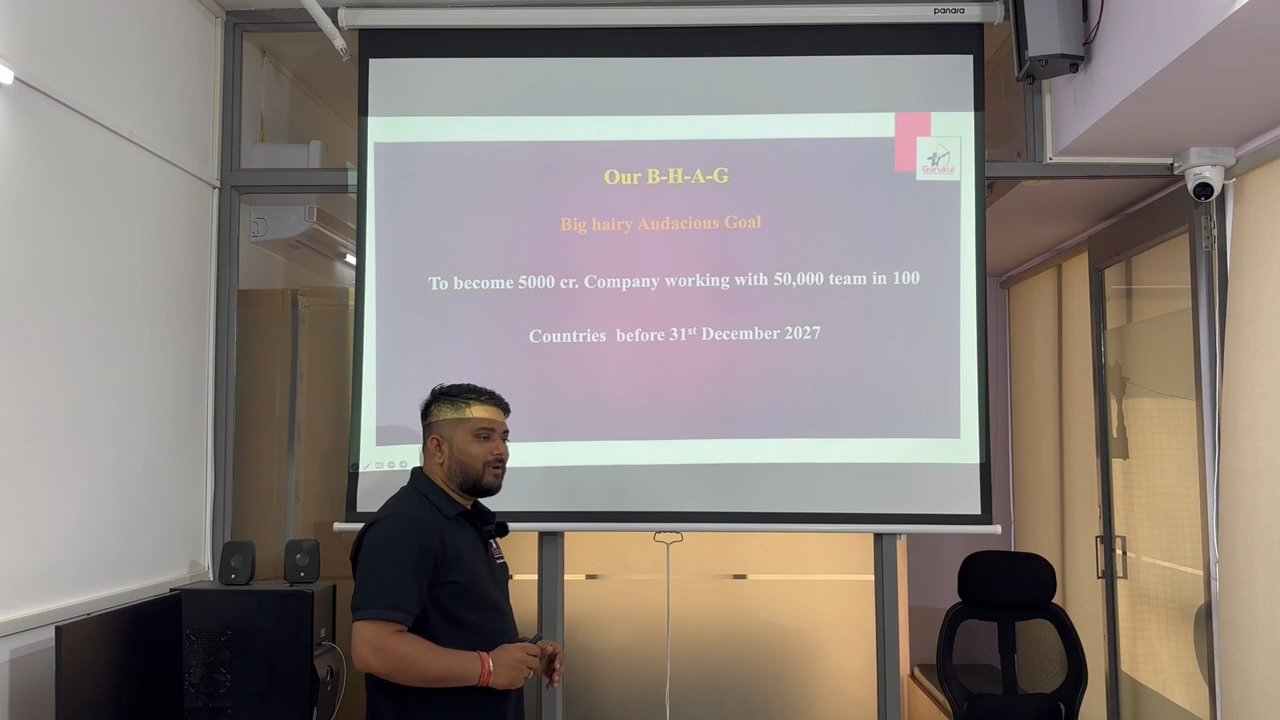 panara
Gurukul
Our B-H-A-G
Big hairy Audacious Goal
To become 5000 cr. Company working with 50,000 team in 100
Countries before 31st December 2027